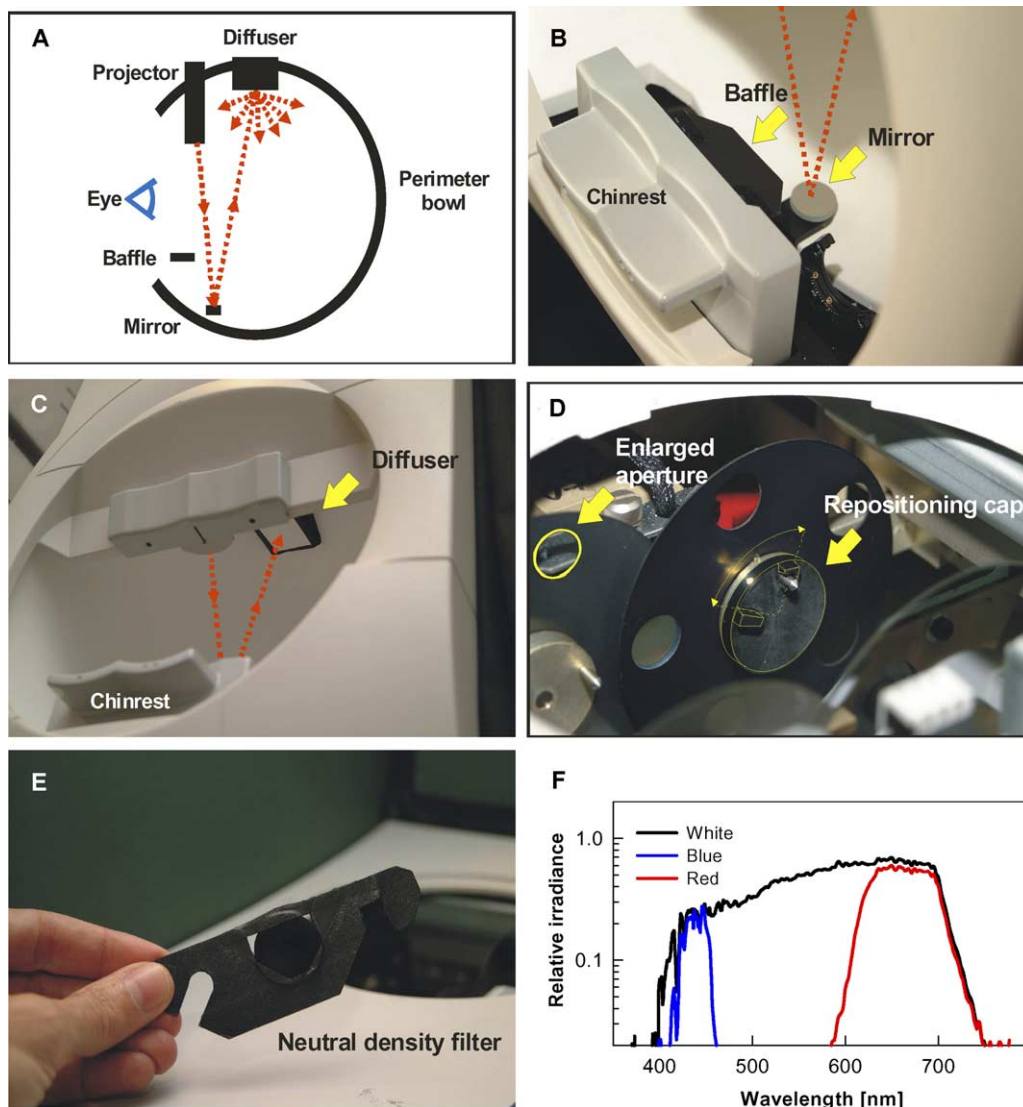 A
Diffuser
Projector
Eye
Perimeter
bowl
Baffle
Mirror
B
Baffle
Mirror
Chinrest
C
Diffuser
Chinrest
D
Enlarged
aperture
Repositioning cap
E
Neutral density filter
F
White
Blue
Red
1.0
0.1
Relative irradiance
400 500 600 700
Wavelength [nm]